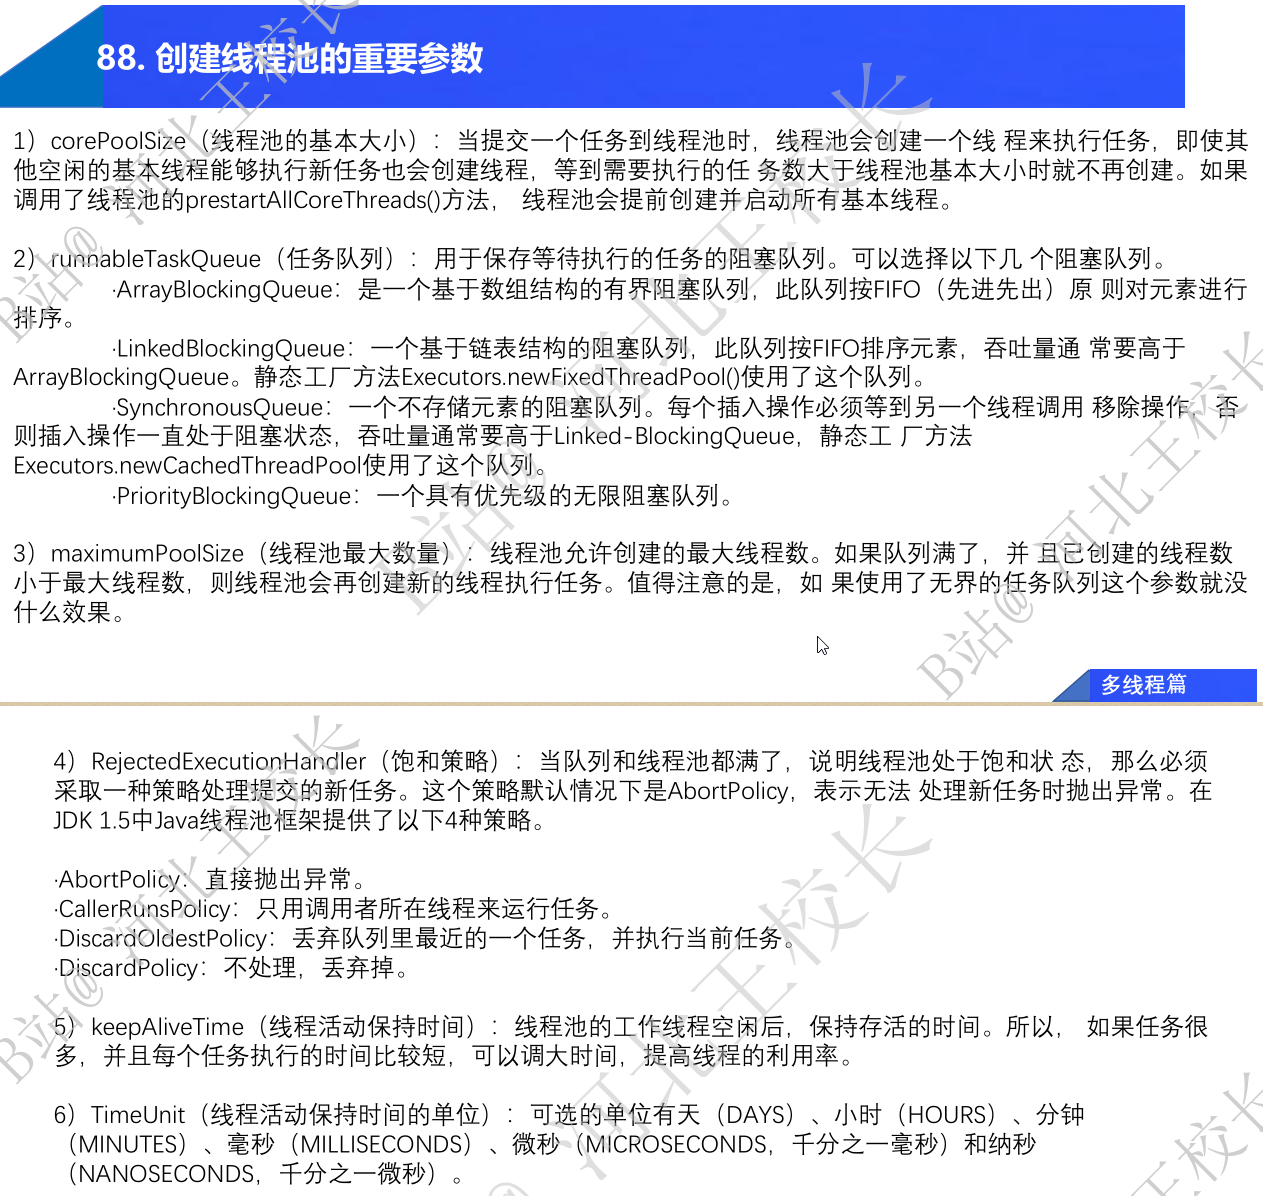 88. 创建线程池的重要参数
1）corePoolSize（线程池的基本大小）：当提交一个任务到线程池时，线程池会创建一个线 程来执行任务，即使其
他空闲的基本线程能够执行新任务也会创建线程，等到需要执行的任 务数大于线程池基本大小时就不再创建。如果
调用了线程池的prestartAllCoreThreads()方法， 线程池会提前创建并启动所有基本线程。
2）runnableTaskQueue（任务队列）：用于保存等待执行的任务的阻塞队列。可以选择以下几 个阻塞队列。
·ArrayBlockingQueue：是一个基于数组结构的有界阻塞队列，此队列按FIFO（先进先出）原 则对元素进行
排序。
·LinkedBlockingQueue：一个基于链表结构的阻塞队列，此队列按FIFO排序元素，吞吐量通 常要高于
ArrayBlockingQueue。静态工厂方法Executors.newFixedThreadPool()使用了这个队列。
·SynchronousQueue：一个不存储元素的阻塞队列。每个插入操作必须等到另一个线程调用 移除操作，否
则插入操作一直处于阻塞状态，吞吐量通常要高于Linked-BlockingQueue，静态工 厂方法
Executors.newCachedThreadPool使用了这个队列。
·PriorityBlockingQueue：一个具有优先级的无限阻塞队列。
3）maximumPoolSize（线程池最大数量）：线程池允许创建的最大线程数。如果队列满了，并 且已创建的线程数
小于最大线程数，则线程池会再创建新的线程执行任务。值得注意的是，如 果使用了无界的任务队列这个参数就没
什么效果。
多线程篇
4）RejectedExecutionHandler（饱和策略）：当队列和线程池都满了，说明线程池处于饱和状 态，那么必须
采取一种策略处理提交的新任务。这个策略默认情况下是AbortPolicy，表示无法 处理新任务时抛出异常。在
JDK 1.5中Java线程池框架提供了以下4种策略。
·AbortPolicy：直接抛出异常。
·CallerRunsPolicy：只用调用者所在线程来运行任务。
·DiscardOldestPolicy：丢弃队列里最近的一个任务，并执行当前任务。
·DiscardPolicy：不处理，丢弃掉。
5）keepAliveTime（线程活动保持时间）：线程池的工作线程空闲后，保持存活的时间。所以， 如果任务很
多，并且每个任务执行的时间比较短，可以调大时间，提高线程的利用率。
6）TimeUnit（线程活动保持时间的单位）：可选的单位有天（DAYS）、小时（HOURS）、分钟
（MINUTES）、毫秒（MILLISECONDS）、微秒（MICROSECONDS，千分之一毫秒）和纳秒
（NANOSECONDS，千分之一微秒）。
B站@ 河北王校长
B站@ 河北王校长
B站@ 河北王校长
B站@ 河北王校长
@ 河北王校长
王校长